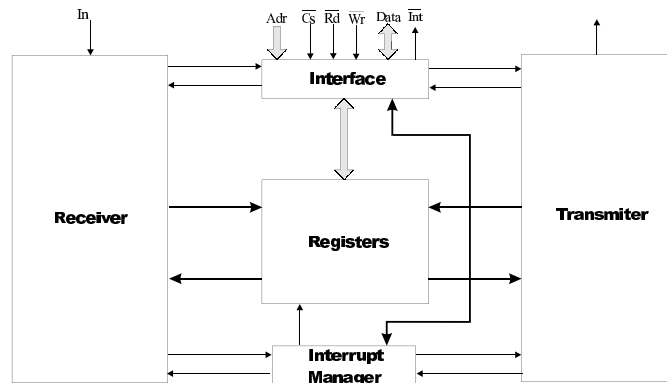 In
Adr
Cs
Rd
Wr
Data
Int
Interface
Receiver
Registers
Transmiter
Interrupt
Manager